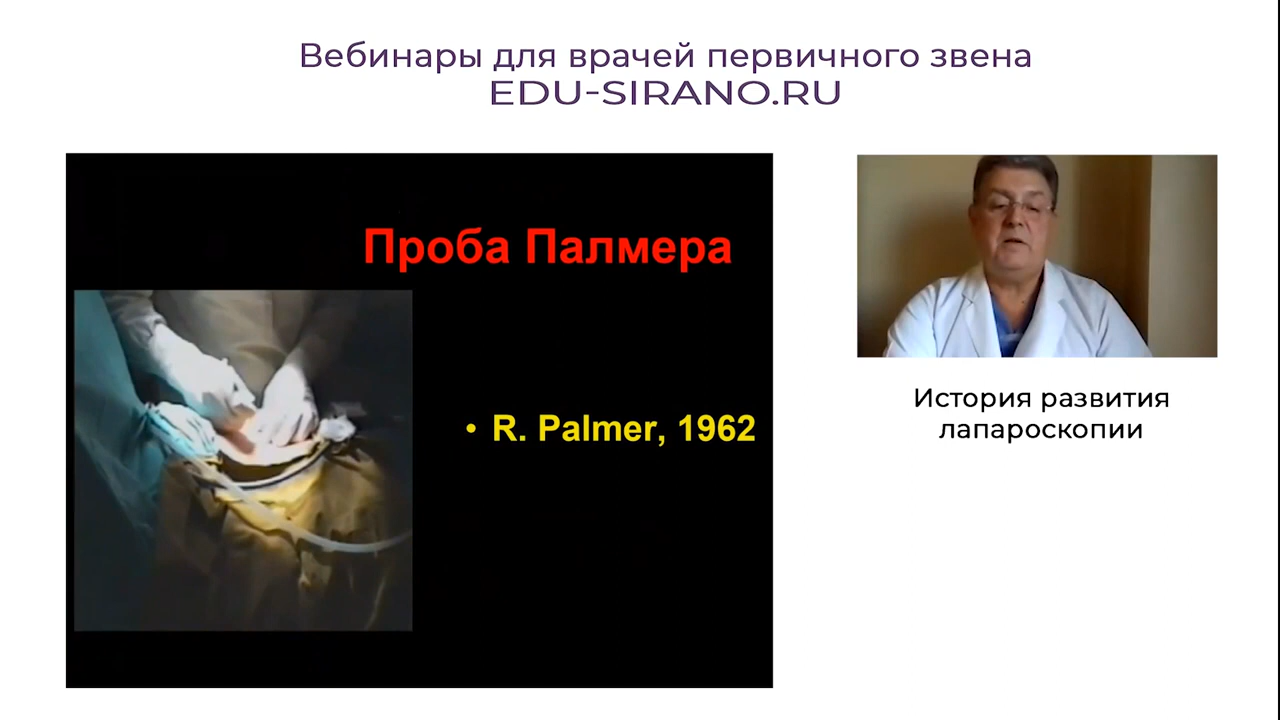 Вебинары для врачей первичного звена
EDU-SIRANO.RU
Проба Палмера
• R. Palmer, 1962
История развития
лапароскопии